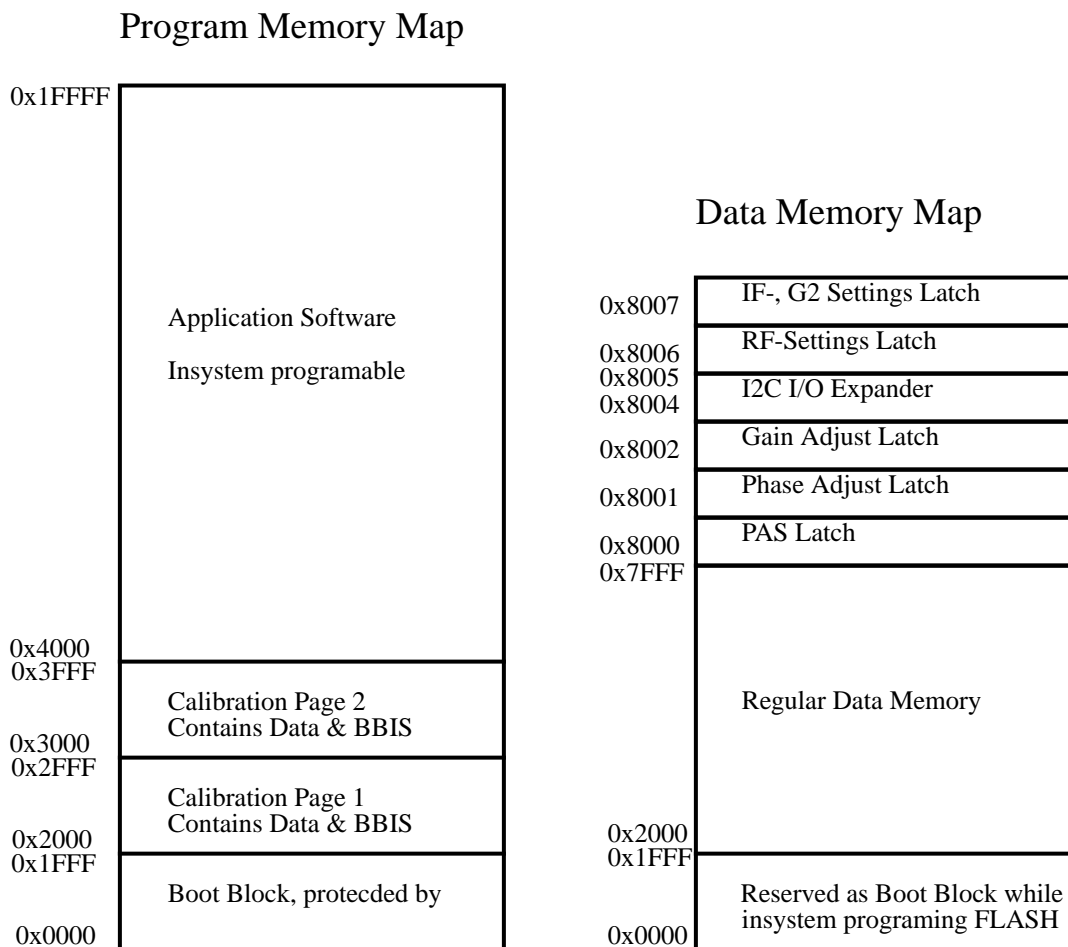 Program Memory Map
0x1FFFF
Application Software
Insystem programable
0x4000
0x3FFF
Calibration Page 2
Contains Data & BBIS
0x3000
0x2FFF
Calibration Page 1
Contains Data & BBIS
0x2000
0x1FFF
Boot Block, protecded by
0x0000
Data Memory Map
IF-, G2 Settings Latch
0x8007
RF-Settings Latch
0x8006
0x8005
I2C I/O Expander
0x8004
Gain Adjust Latch
0x8002
Phase Adjust Latch
0x8001
PAS Latch
0x8000
0x7FFF
Regular Data Memory
0x2000
0x1FFF
Reserved as Boot Block while
insystem programing FLASH
0x0000